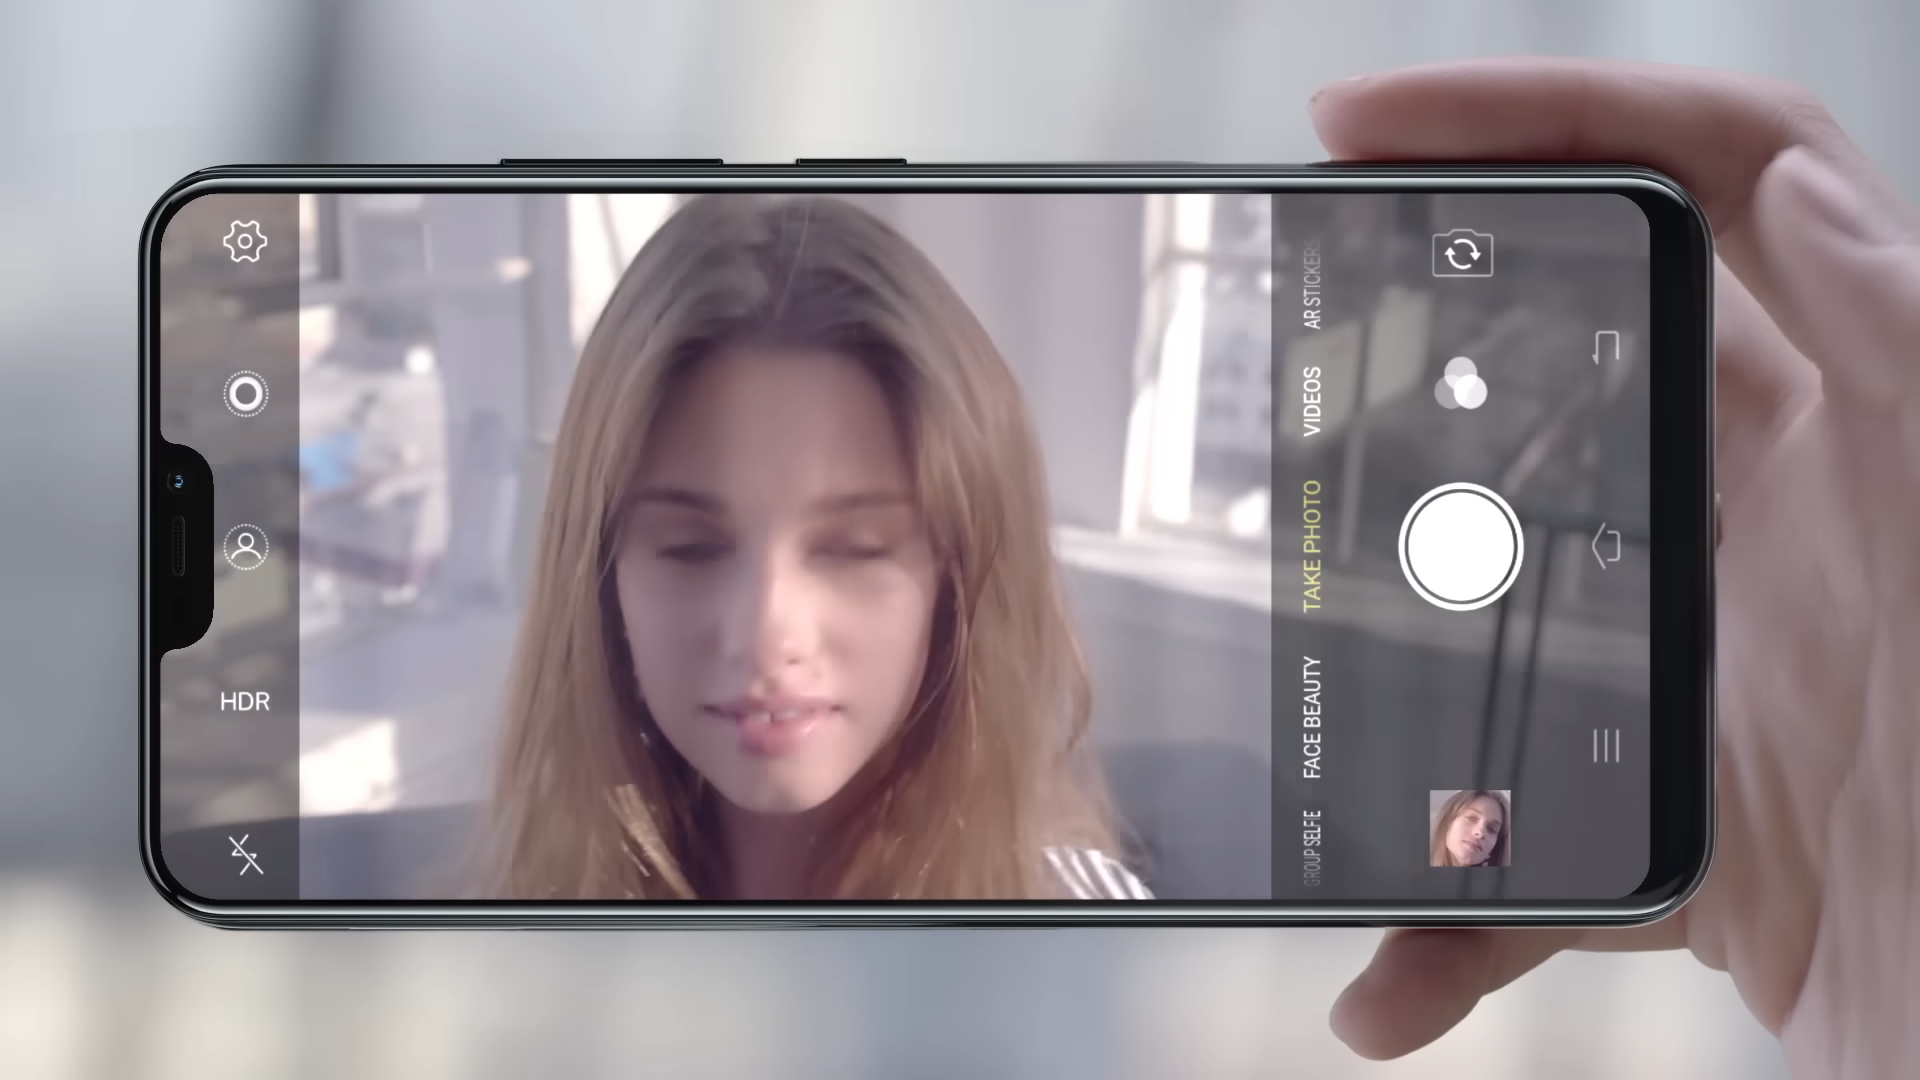 HDR
AR STICKERS
VIDEOS
TAKE PHOTO
FACE BEAUTY
GROUP SELFIE